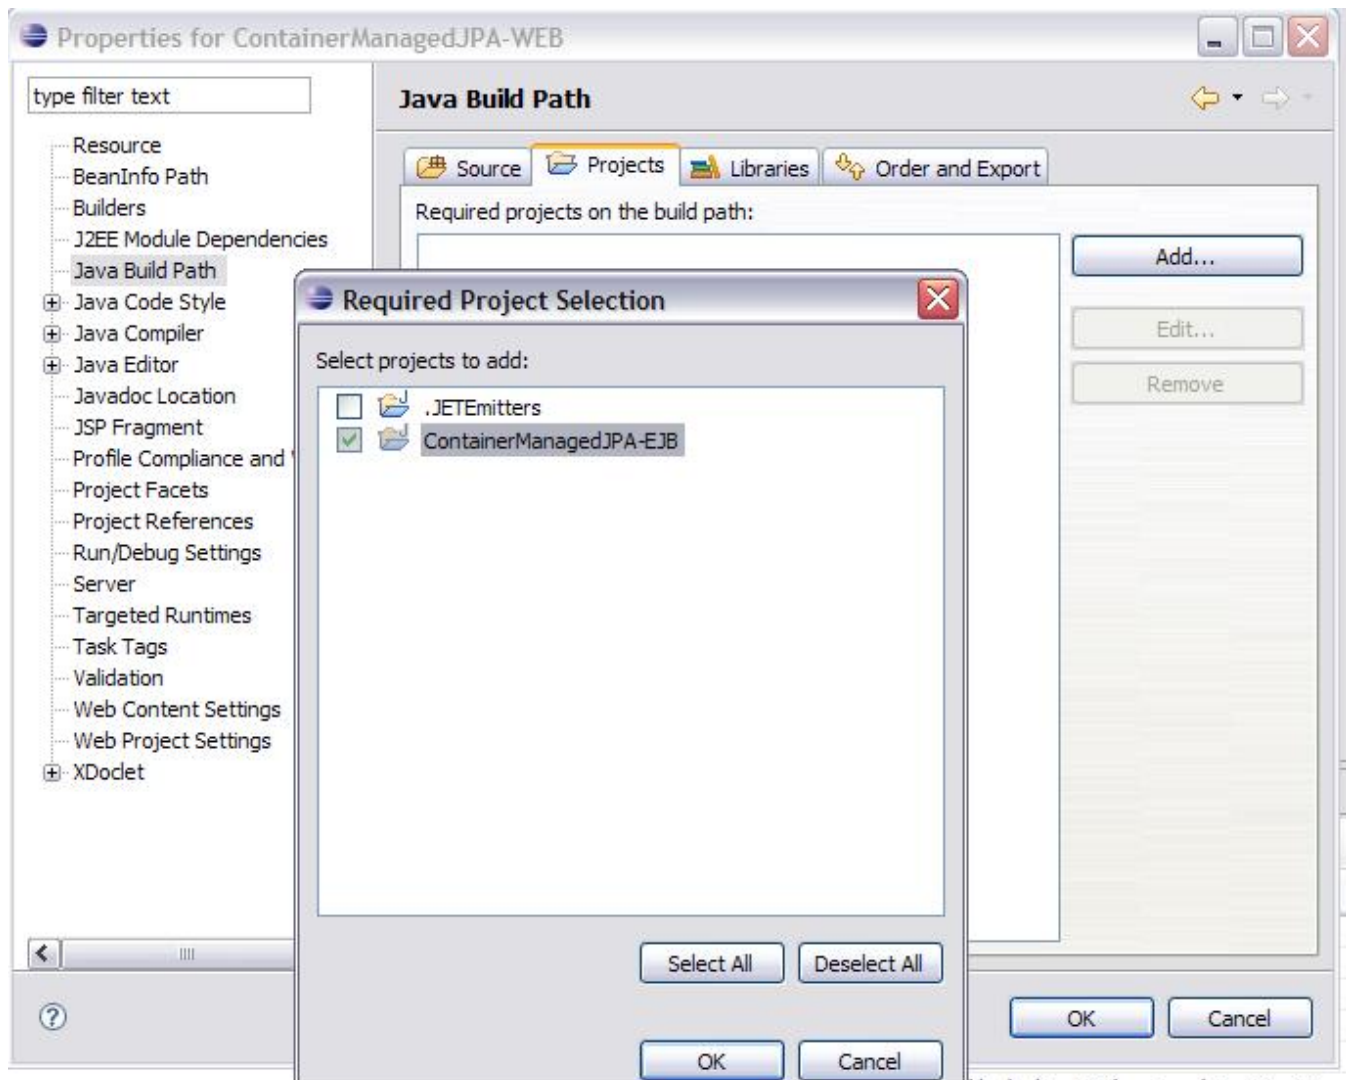 Properties for ContainerManagedJPA-WEB
type filter text
Java Build Path
Resource
BeanInfo Path
Builders
J2EE Module Dependencies
Java Build Path
Java Code Style
Java Compiler
Java Editor
Javadoc Location
JSP Fragment
Profile Compliance and
Project Facets
Project References
Run/Debug Settings
Server
Targeted Runtimes
Task Tags
Validation
Web Content Settings
Web Project Settings
XDoclet
Source Projects Libraries Order and Export
Required projects on the build path:
Add...
Edit...
Remove
Required Project Selection
Select projects to add:
.JETEmitters
ContainerManagedJPA-EJB
Select All Deselect All
OK Cancel
OK Cancel